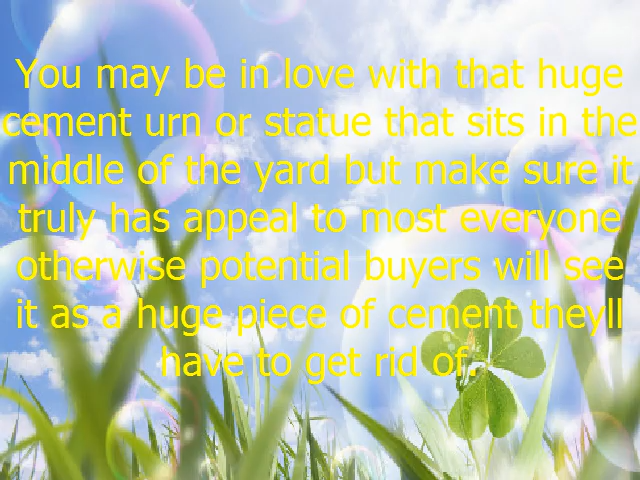 You may be in love with that huge
cement urn or statue that sits in the
middle of the yard but make sure it
truly has appeal to most everyone
otherwise potential buyers will see
it as a huge piece of cement theyll
have to get rid of.